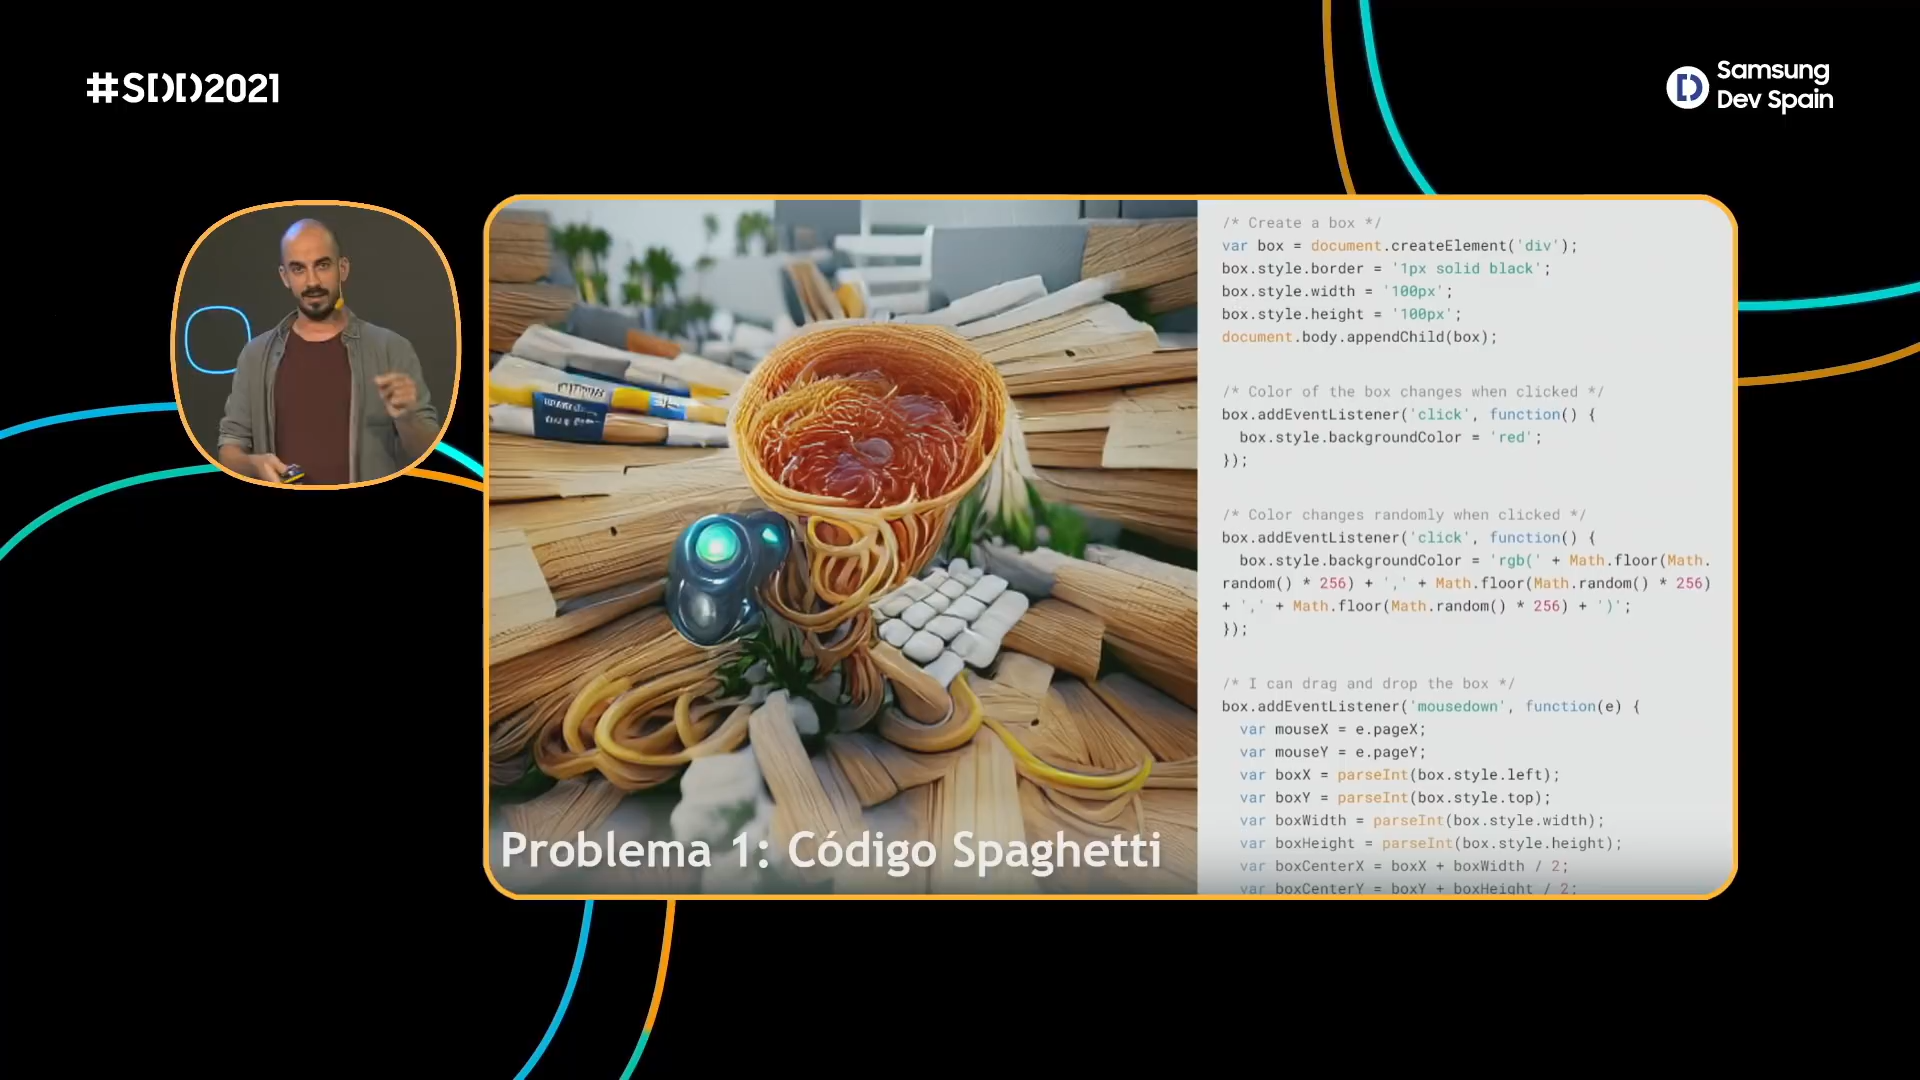 #SDD2021
Samsung
Dev Spain
/* Create a box */
var box = document.createElement('div');
box.style.border = '1px solid black';
box.style.width = '100px';
box.style.height = '100px';
document.body.appendChild(box);
/* Color of the box changes when clicked */
box.addEventListener('click', function() {
box.style.backgroundColor = 'red';
});
/* Color changes randomly when clicked */
box.addEventListener('click', function() {
box.style.backgroundColor = 'rgb(' + Math.floor(Math.
random() * 256) + ',' + Math.floor(Math.random() * 256)
+ ',' + Math.floor(Math.random() * 256) + ')';
});
/* I can drag and drop the box */
box.addEventListener('mousedown', function(e) {
var mouseX = e.pageX;
var mouseY = e.pageY;
var boxX = parseInt(box.style.left);
var boxY = parseInt(box.style.top);
var boxWidth = parseInt(box.style.width);
var boxHeight = parseInt(box.style.height);
var boxCenterX = boxX + boxWidth / 2;
var boxCenterY = boxY + boxHeight / 2;
Problema 1: Código Spaghetti